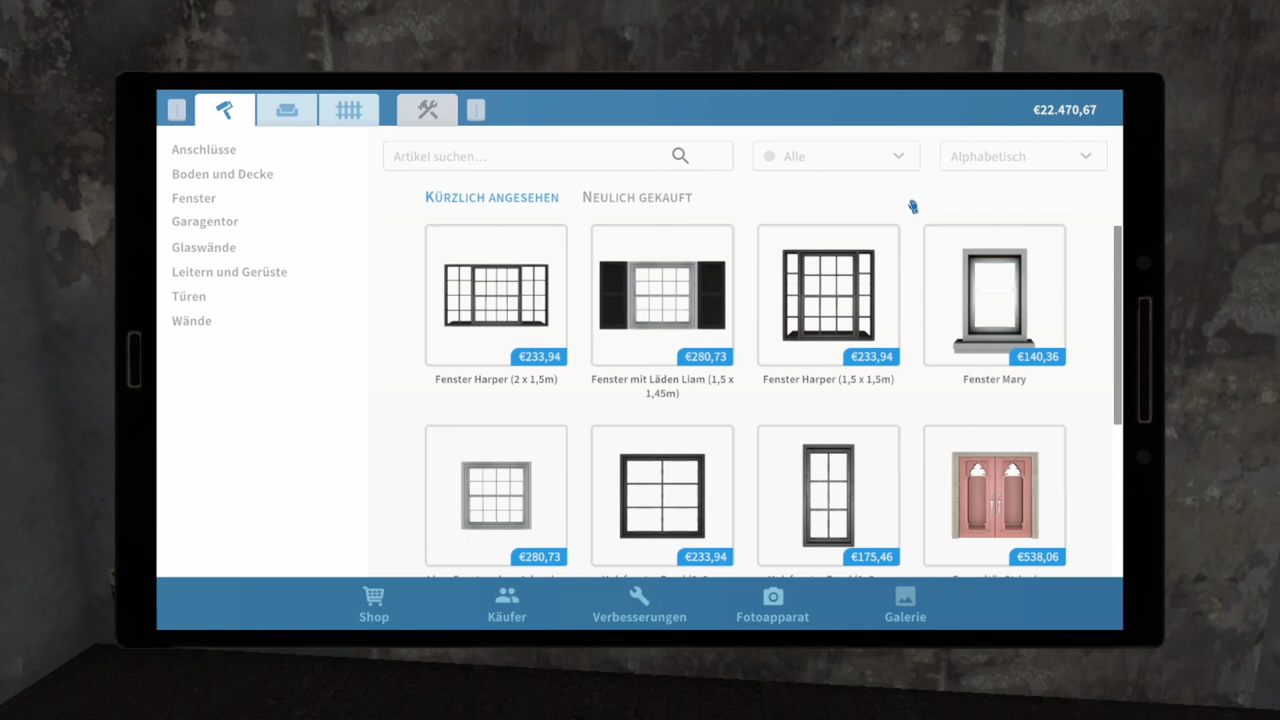 €22.470,67
Anschlüsse
Boden und Decke
Fenster
Garagentor
Glaswände
Leitern und Gerüste
Türen
Wände
Artikel suchen...
Alle
Alphabetisch
KÜRZLICH ANGESEHEN
NEULICH GEKAUFT
€233,94
€280,73
€233,94
€140,36
Fenster Harper (2 x 1,5m)
Fenster mit Läden Liam (1,5 x
1,45m)
Fenster Harper (1,5 x 1,5m)
Fenster Mary
€280,73
€233,94
€175,46
€538,06
Shop
Käufer
Verbesserungen
Fotoapparat
Galerie